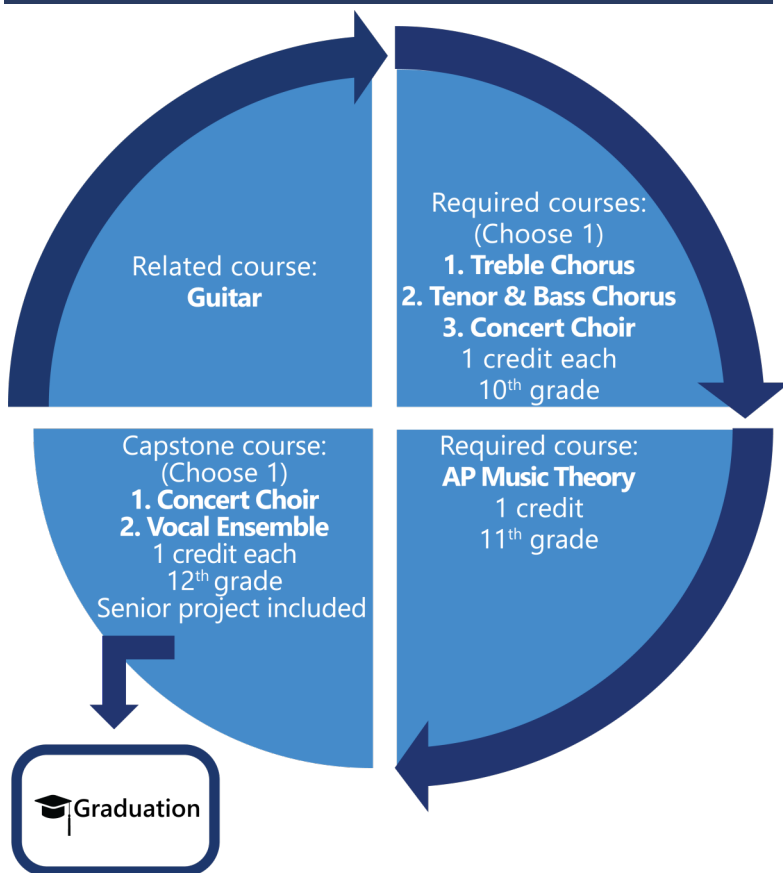 Related course:
Guitar
Required courses:
(Choose 1)
1. Treble Chorus
2. Tenor & Bass Chorus
3. Concert Choir
1 credit each
10th grade
Required course:
AP Music Theory
1 credit
11th grade
Capstone course:
(Choose 1)
1. Concert Choir
2. Vocal Ensemble
1 credit each
12th grade
Senior project included
Graduation